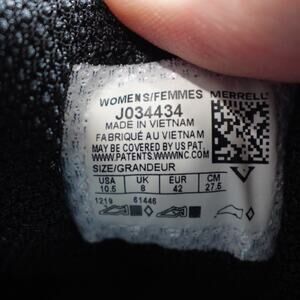 WOMENS/FEMMES MERRELL
J034434
MADE IN VIETNAM
FABRIQUÉ AU VIETNAM
MAY BE COVERED BY US PAT.
WWW.PATENTS.WWWINC.COM
SIZE/GRANDEUR
USA UK EUR CM
10.5 8 42 27.5
1219 61446